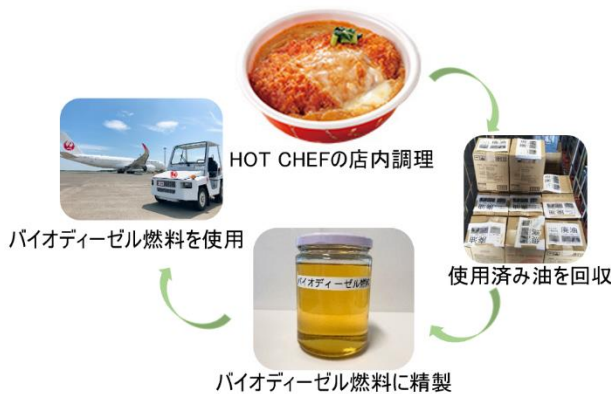 HOT CHEFの店内調理
使用済み油を回収
バイオディーゼル燃料
バイオディーゼル燃料に精製
バイオディーゼル燃料を使用